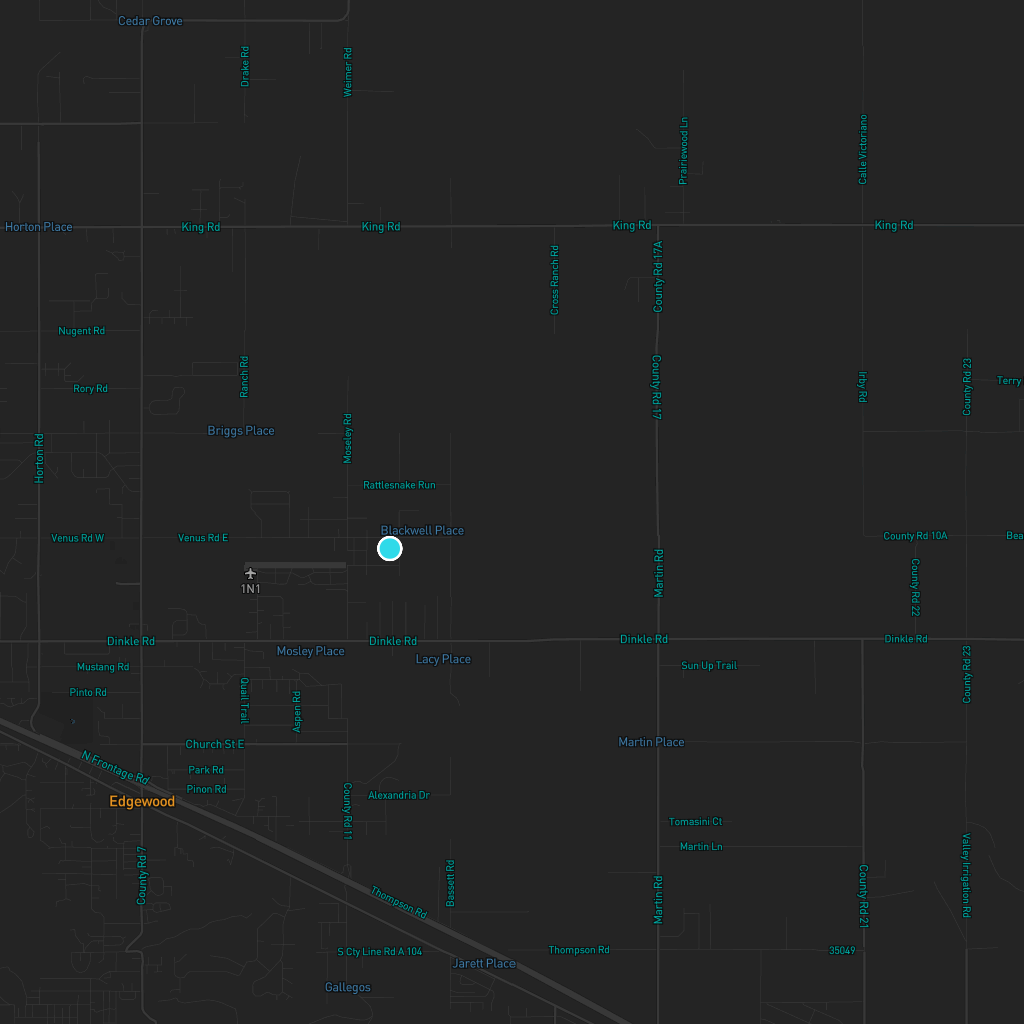 Cedar Grove
Drake Rd
Weimer Rd
Prairiewood Ln
Calle Victoriano
Horton Place
King Rd
King Rd
King Rd
King Rd
Cross Ranch Rd
County Rd 17A
Nugent Rd
Ranch Rd
County Rd 17
Irby Rd
County Rd 23
Terry
Rory Rd
Briggs Place
Moseley Rd
Horton Rd
Rattlesnake Run
Blackwell Place
Venus Rd W
Venus Rd E
County Rd 10A
Bea
1N1
Martin Rd
County Rd 22
Dinkle Rd
Dinkle Rd
Dinkle Rd
Dinkle Rd
Mosley Place
Lacy Place
Mustang Rd
Sun Up Trail
County Rd 23
Pinto Rd
Quail Trail
Aspen Rd
Church St E
Martin Place
N Frontage Rd
Park Rd
Pinon Rd
Edgewood
County Rd 11
Alexandria Dr
Tomasini Ct
Martin Ln
County Rd 7
Bassett Rd
Thompson Rd
Martin Rd
County Rd 21
Valley Irrigation Rd
S Cty Line Rd A 104
Thompson Rd
35049
Jarett Place
Gallegos